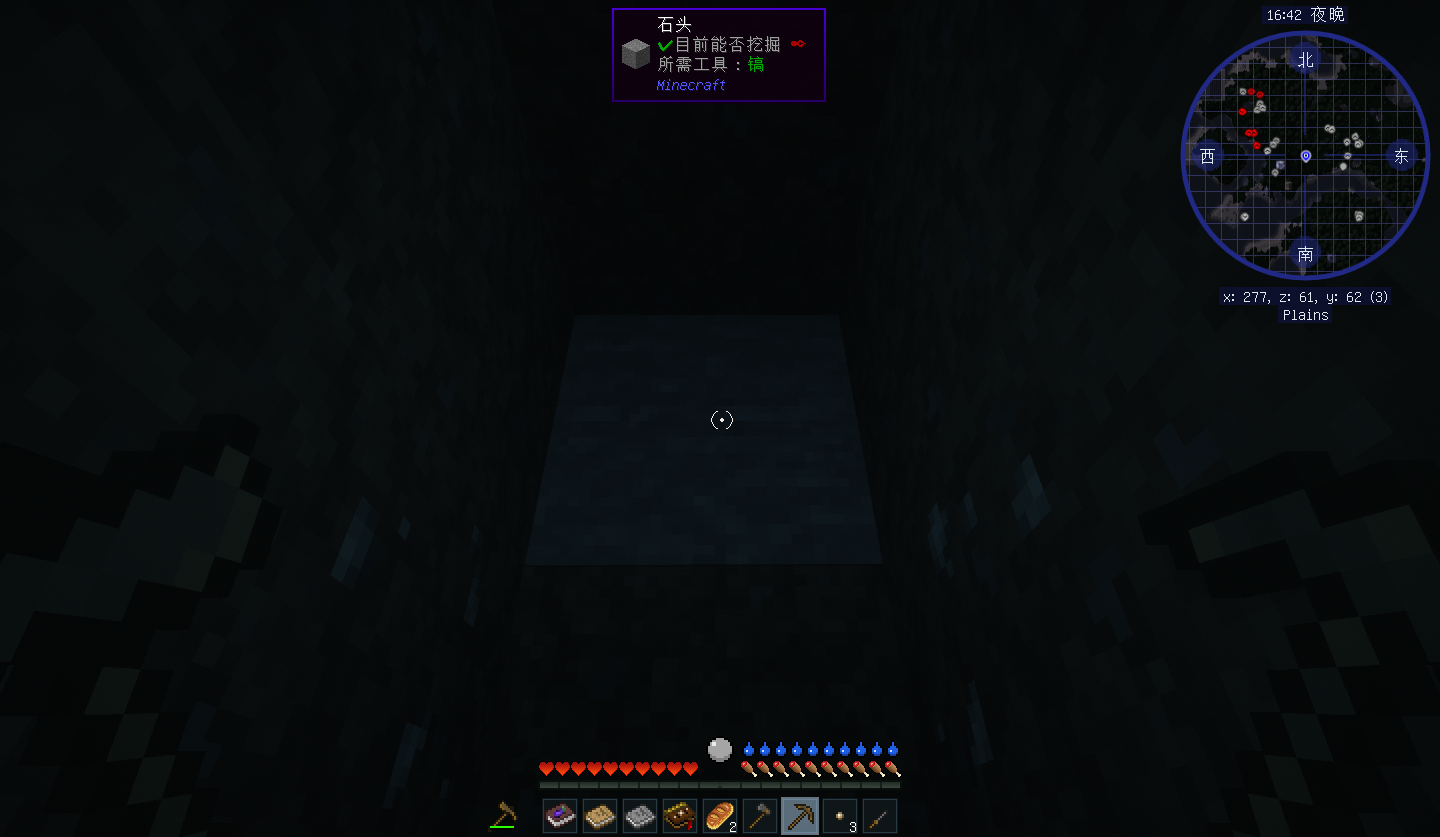 石头
✓目前能否挖掘
所需工具：镐
Minecraft
16:42 夜晚
北
西
东
南
x: 277, z: 61, y: 62 (3)
Plains
2
3